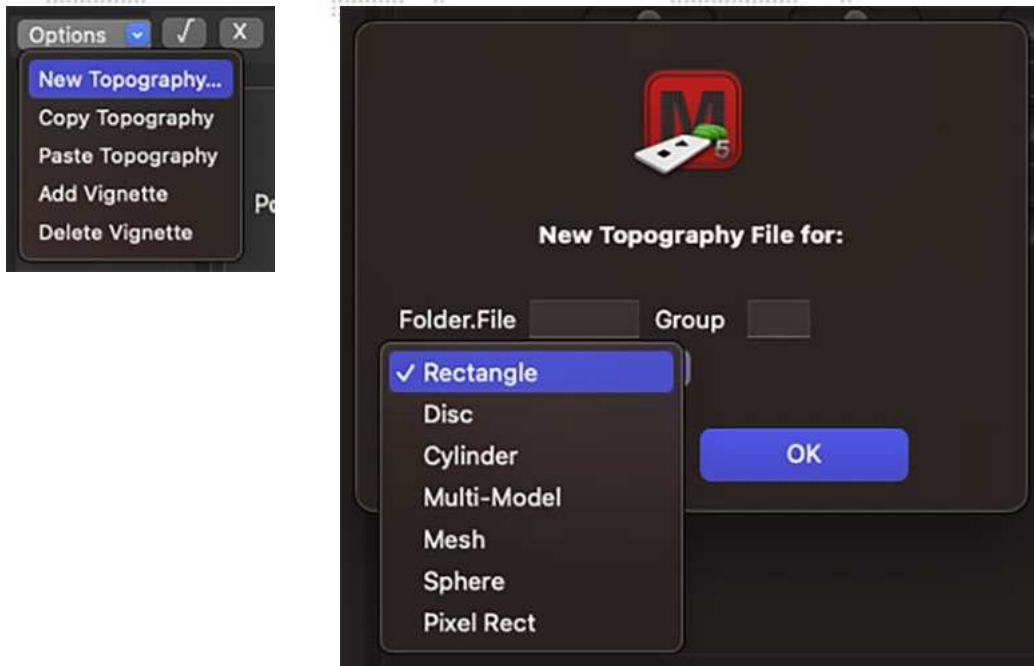 Options √ X
New Topography...
Copy Topography
Paste Topography
Add Vignette
Delete Vignette
Po
M
5
New Topography File for:
Folder.File Group
✓ Rectangle
Disc
Cylinder
OK
Multi-Model
Mesh
Sphere
Pixel Rect